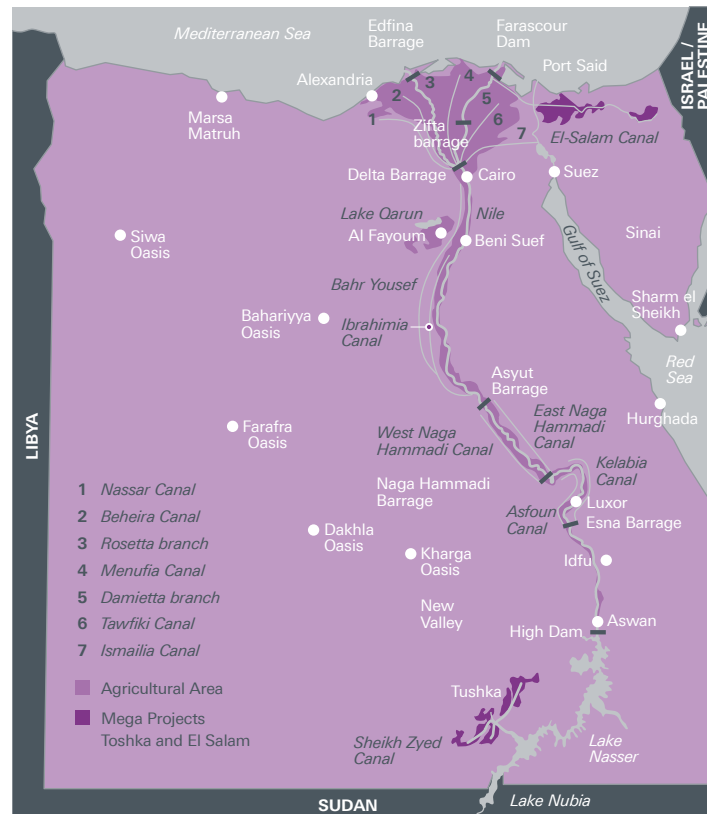 Mediterranean Sea
Edfina
Barrage
Farascour
Dam
Port Said
ISRAEL /
PALESTINE
Alexandria
Marsa
Matruh
1
2
3
4
5
6
7
Zifta
barrage
El-Salam Canal
Delta Barrage
Cairo
Suez
Lake Qarun
Nile
Al Fayoum
Beni Suef
Siwa
Oasis
Sinai
Gulf of Suez
Bahr Yousef
Sharm el
Sheikh
Bahariyya
Oasis
Ibrahimia
Canal
Red
Sea
Asyut
Barrage
Hurghada
LIBYA
Farafra
Oasis
West Naga
Hammadi Canal
East Naga
Hammadi
Canal
Kelabia
Canal
Naga Hammadi
Barrage
Luxor
Asfoun
Canal
Esna Barrage
Dakhla
Oasis
Kharga
Oasis
Idfu
New
Valley
Aswan
High Dam
1 Nassar Canal
2 Beheira Canal
3 Rosetta branch
4 Menufia Canal
5 Damietta branch
6 Tawfiki Canal
7 Ismailia Canal
Agricultural Area
Mega Projects
Toshka and El Salam
Tushka
Sheikh Zyed
Canal
Lake
Nasser
SUDAN
Lake Nubia